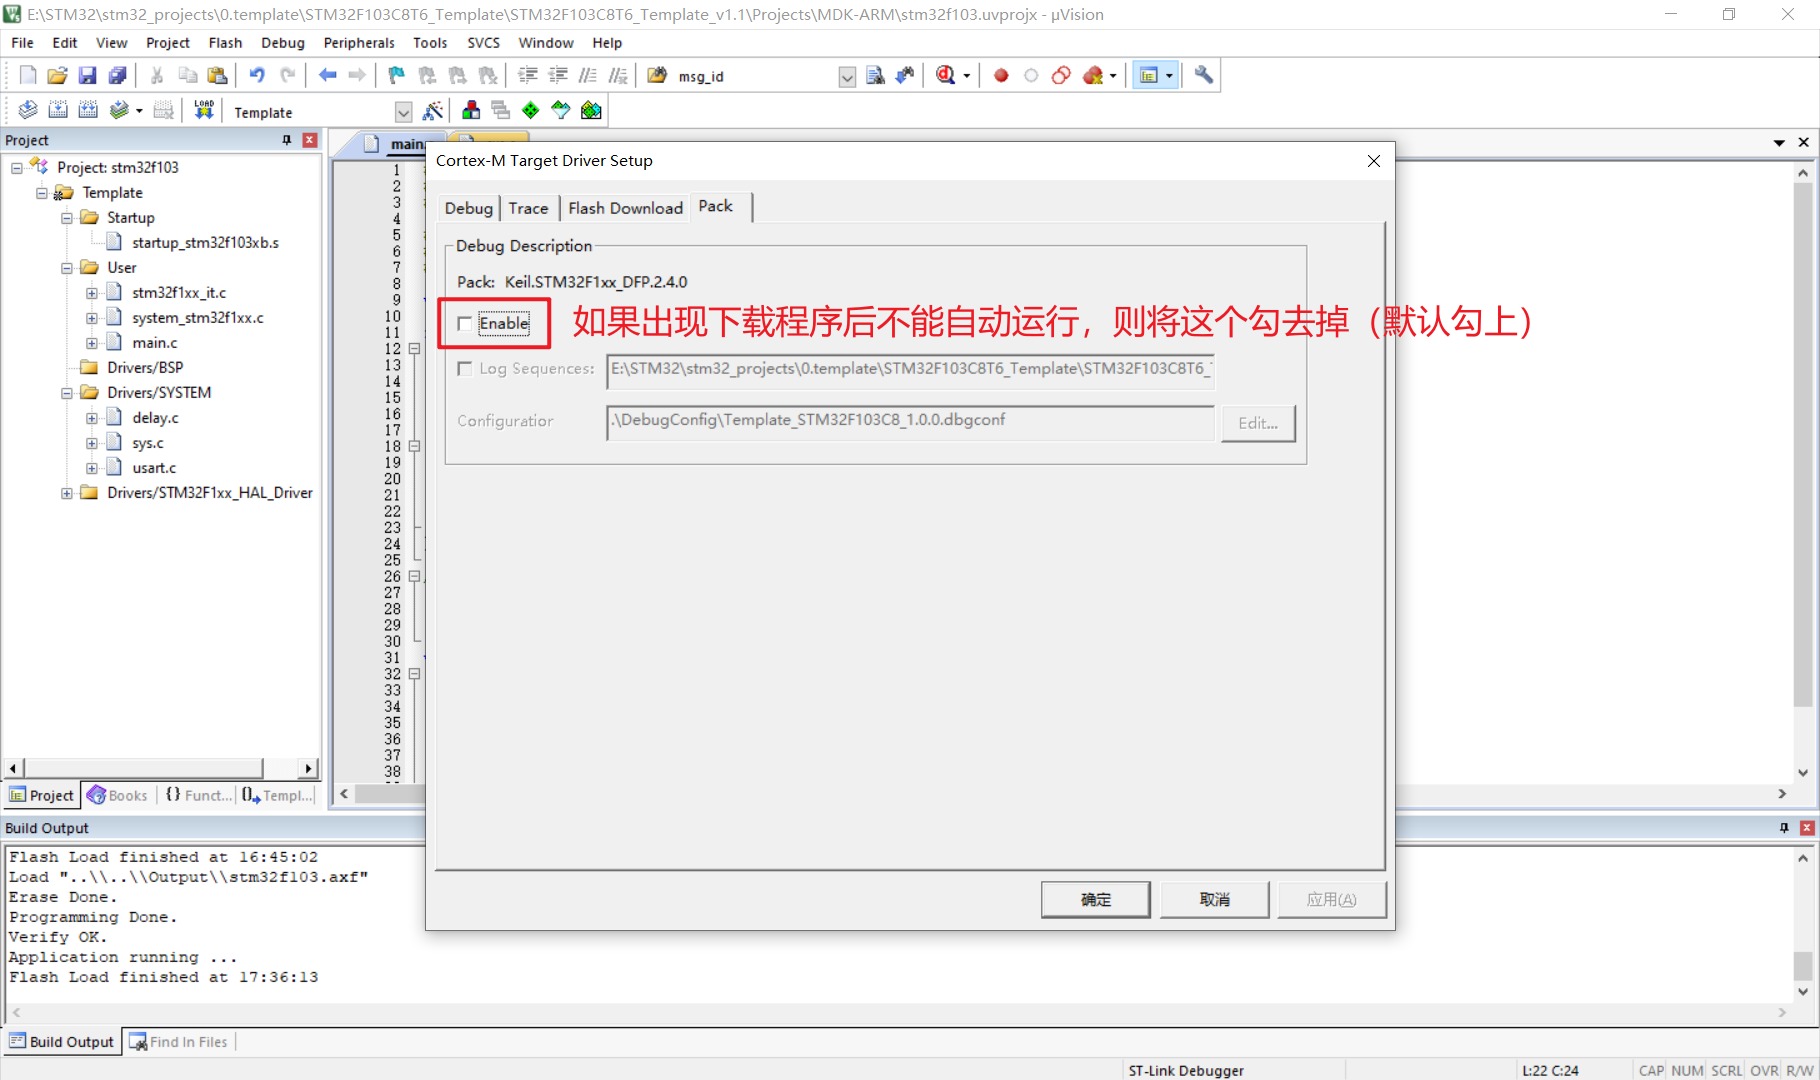 E:\STM32\stm32_projects\0.template\STM32F103C8T6_Template\STM32F103C8T6_Template_v1.1\Projects\MDK-ARM\stm32f103.uvprojx - µVision
File Edit View Project Flash Debug Peripherals Tools SVCS Window Help
msg_id
LOAD Template
Project
Project: stm32f103
Template
Startup
startup_stm32f103xb.s
User
stm32f1xx_it.c
system_stm32f1xx.c
main.c
Drivers/BSP
Drivers/SYSTEM
delay.c
sys.c
usart.c
Drivers/STM32F1xx_HAL_Driver
Project Books Funct... Templ...
main.
1
2
3
4
5
6
7
8
9
10
11
12
13
14
15
16
17
18
19
20
21
22
23
24
25
26
27
28
29
30
31
32
33
34
35
36
37
38
Cortex-M Target Driver Setup
Debug Trace Flash Download Pack
Debug Description
Pack: Keil.STM32F1xx_DFP.2.4.0
Enable 如果出现下载程序后不能自动运行，则将这个勾去掉（默认勾上）
Log Sequences: E:\STM32\stm32_projects\0.template\STM32F103C8T6_Template\STM32F103C8T6_
Configuration .\DebugConfig\Template_STM32F103C8_1.0.0.dbgconf Edit...
确定 取消 应用(A)
Build Output
Flash Load finished at 16:45:02
Load "..\\..\\Output\\stm32f103.axf"
Erase Done.
Programming Done.
Verify OK.
Application running ...
Flash Load finished at 17:36:13
Build Output Find In Files
ST-Link Debugger L:22 C:24 CAP NUM SCRL OVR R/W